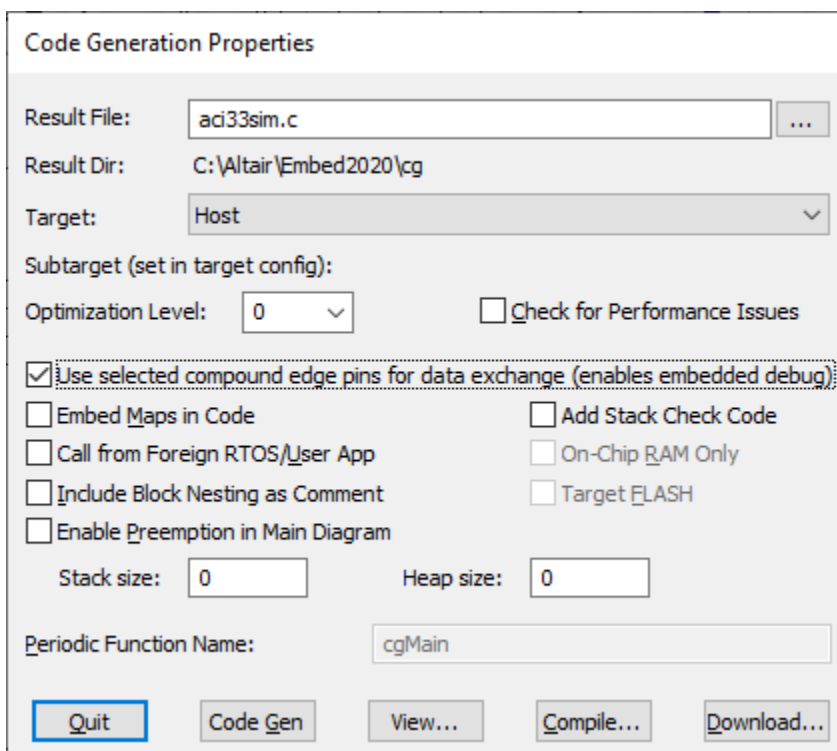 Code Generation Properties
Result File: aci33sim.c ...
Result Dir: C:\Altair\Embed2020\cg
Target: Host
Subtarget (set in target config):
Optimization Level: 0 Check for Performance Issues
Use selected compound edge pins for data exchange (enables embedded debug)
Embed Maps in Code Add Stack Check Code
Call from Foreign RTOS/User App On-Chip RAM Only
Include Block Nesting as Comment Target FLASH
Enable Preemption in Main Diagram
Stack size: 0 Heap size: 0
Periodic Function Name: cgMain
Quit Code Gen View... Compile... Download...